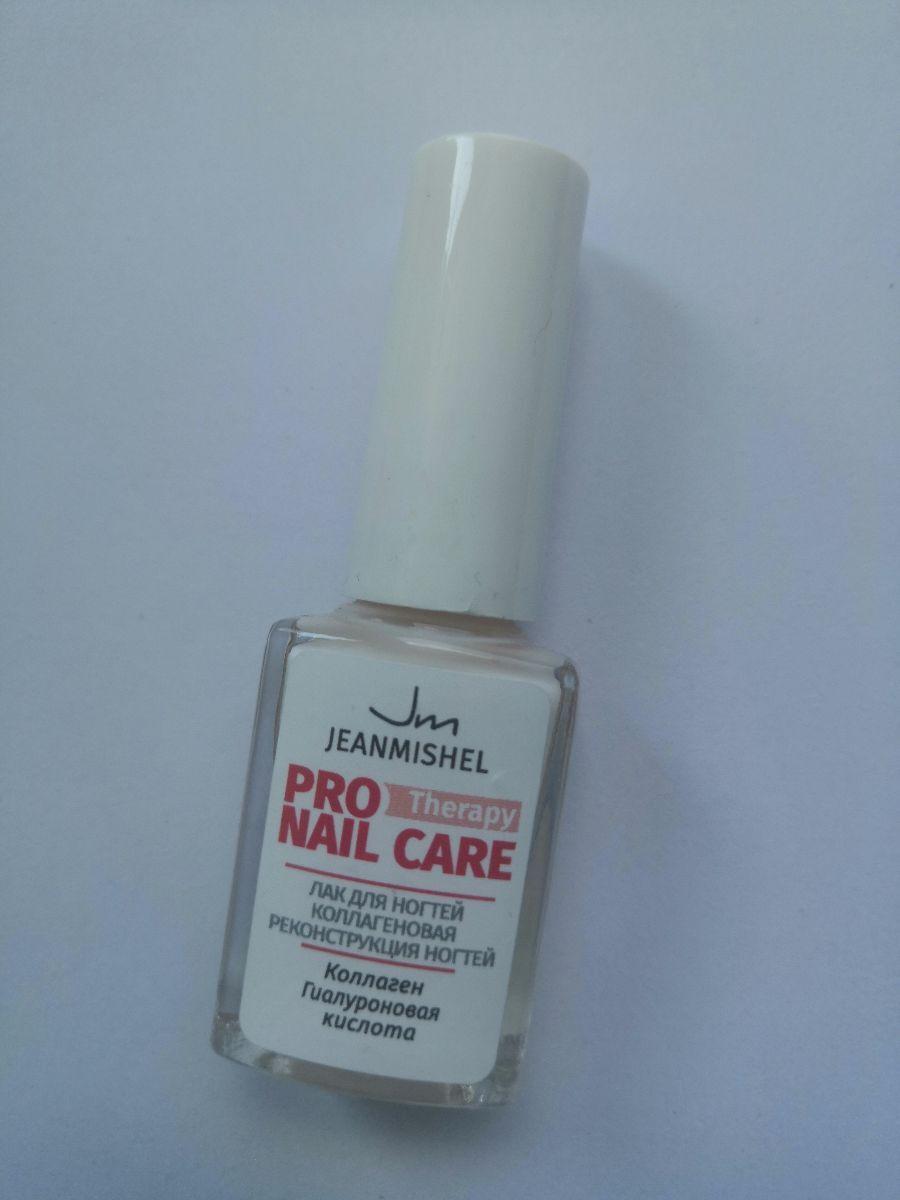 Jm
JEANMISHEL
PRO Therapy
NAIL CARE
ЛАК ДЛЯ НОГТЕЙ
КОЛЛАГЕНОВАЯ
РЕКОНСТРУКЦИЯ НОГТЕЙ
Коллаген
Гиалуроновая
кислота